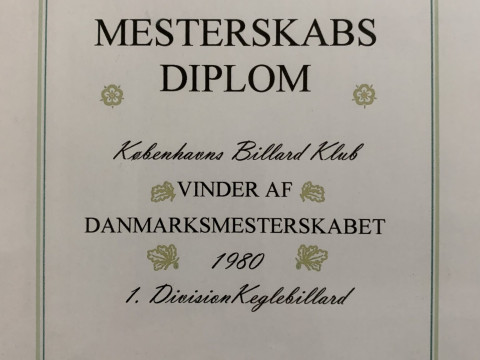 MESTERSKABS
DIPLOM
Københavns Billard Klub
VINDER AF
DANMARKSMESTERSKABET
1980
1. DivisionKeglebillard